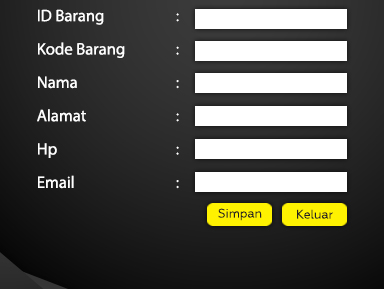 ID Barang :
Kode Barang :
Nama :
Alamat :
Hp :
Email :
Simpan Keluar